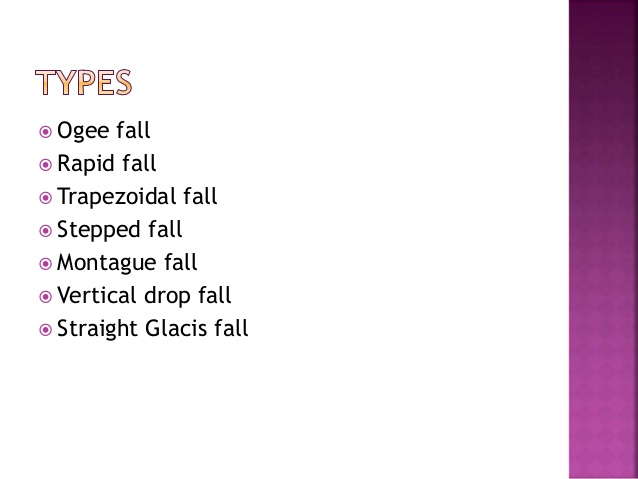 TYPES
Ogee fall
Rapid fall
Trapezoidal fall
Stepped fall
Montague fall
Vertical drop fall
Straight Glacis fall